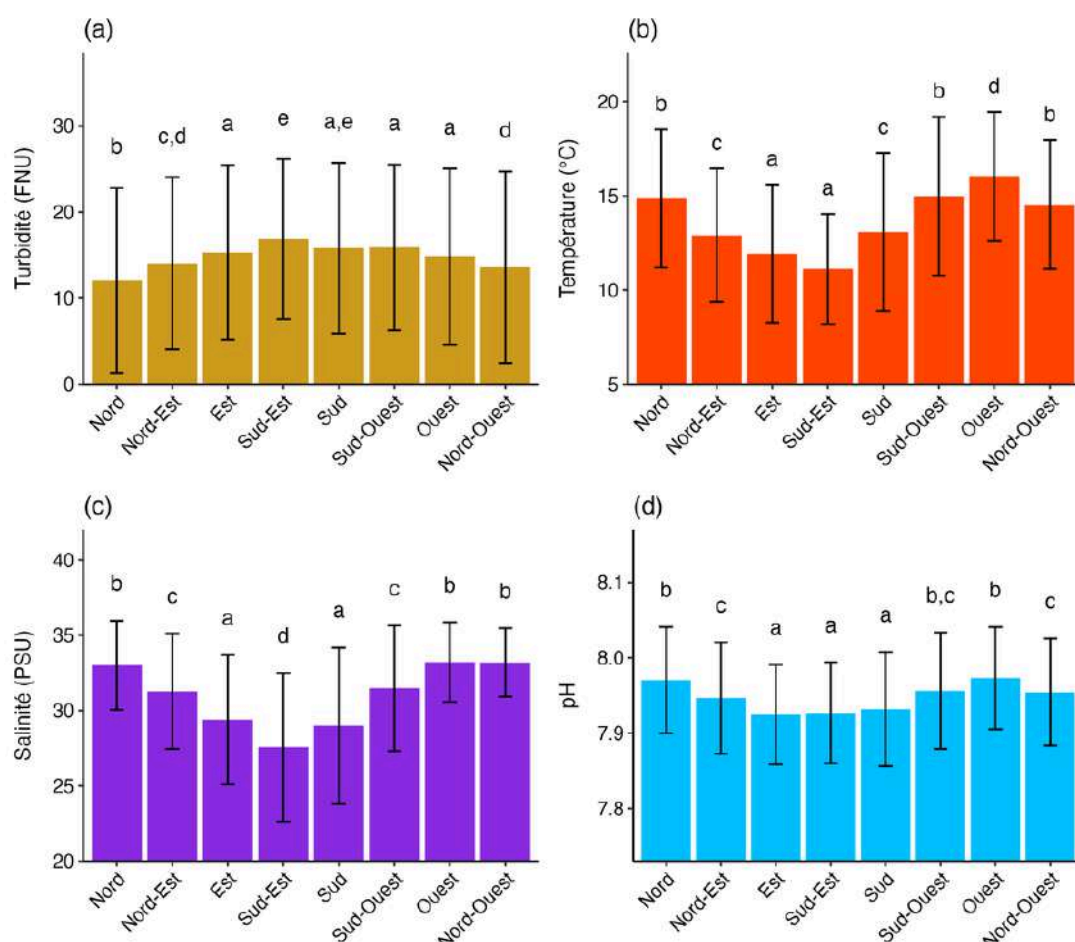 (a)
Turbidité (FNU)
30
20
10
0
b
c,d
a
e
a,e
a
a
d
Nord
Nord-Est
Est
Sud-Est
Sud
Sud-Ouest
Ouest
Nord-Ouest
(b)
Température (°C)
20
15
10
5
b
c
a
a
c
b
d
b
Nord
Nord-Est
Est
Sud-Est
Sud
Sud-Ouest
Ouest
Nord-Ouest
(c)
Salinité (PSU)
40
35
30
25
20
b
c
a
d
a
c
b
b
Nord
Nord-Est
Est
Sud-Est
Sud
Sud-Ouest
Ouest
Nord-Ouest
(d)
pH
8.1
8.0
7.9
7.8
b
c
a
a
a
b,c
b
c
Nord
Nord-Est
Est
Sud-Est
Sud
Sud-Ouest
Ouest
Nord-Ouest